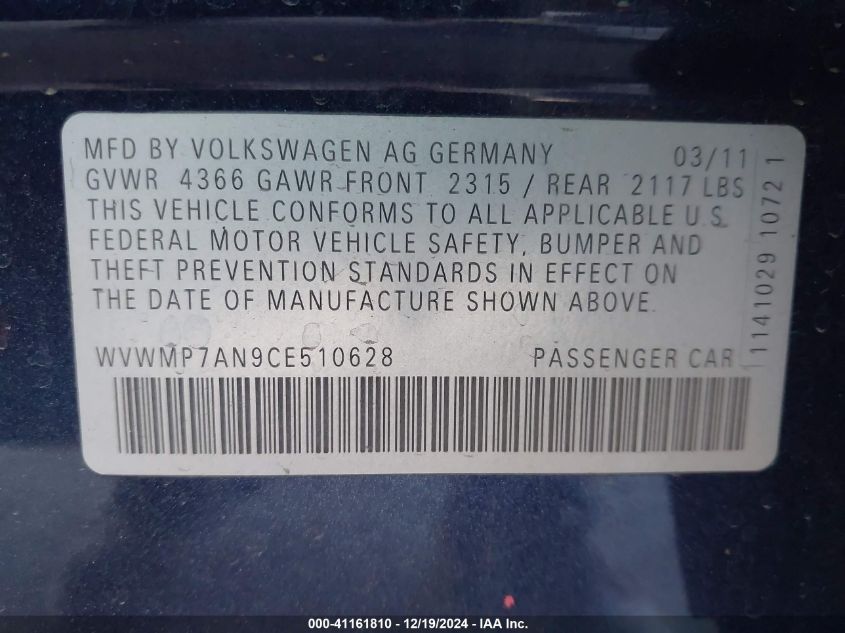 MFD BY VOLKSWAGEN AG GERMANY 03/11
GVWR 4366 GAWR FRONT 2315 / REAR 2117 LBS
THIS VEHICLE CONFORMS TO ALL APPLICABLE U.S.
FEDERAL MOTOR VEHICLE SAFETY, BUMPER AND
THEFT PREVENTION STANDARDS IN EFFECT ON
THE DATE OF MANUFACTURE SHOWN ABOVE.
WVWMP7AN9CE510628 PASSENGER CAR
1141029 1072 1
000-41161810 - 12/19/2024 - IAA, Inc.